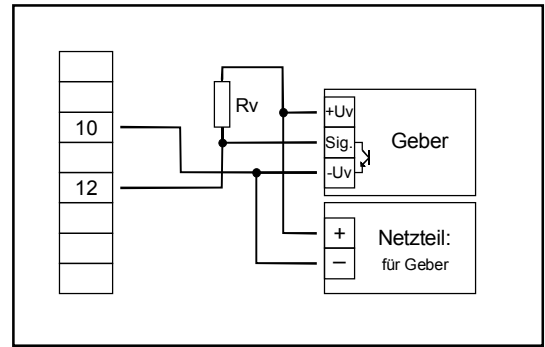 10
12
Rv
+Uv
Sig.
-Uv
Geber
+
–
Netzteil:
für Geber